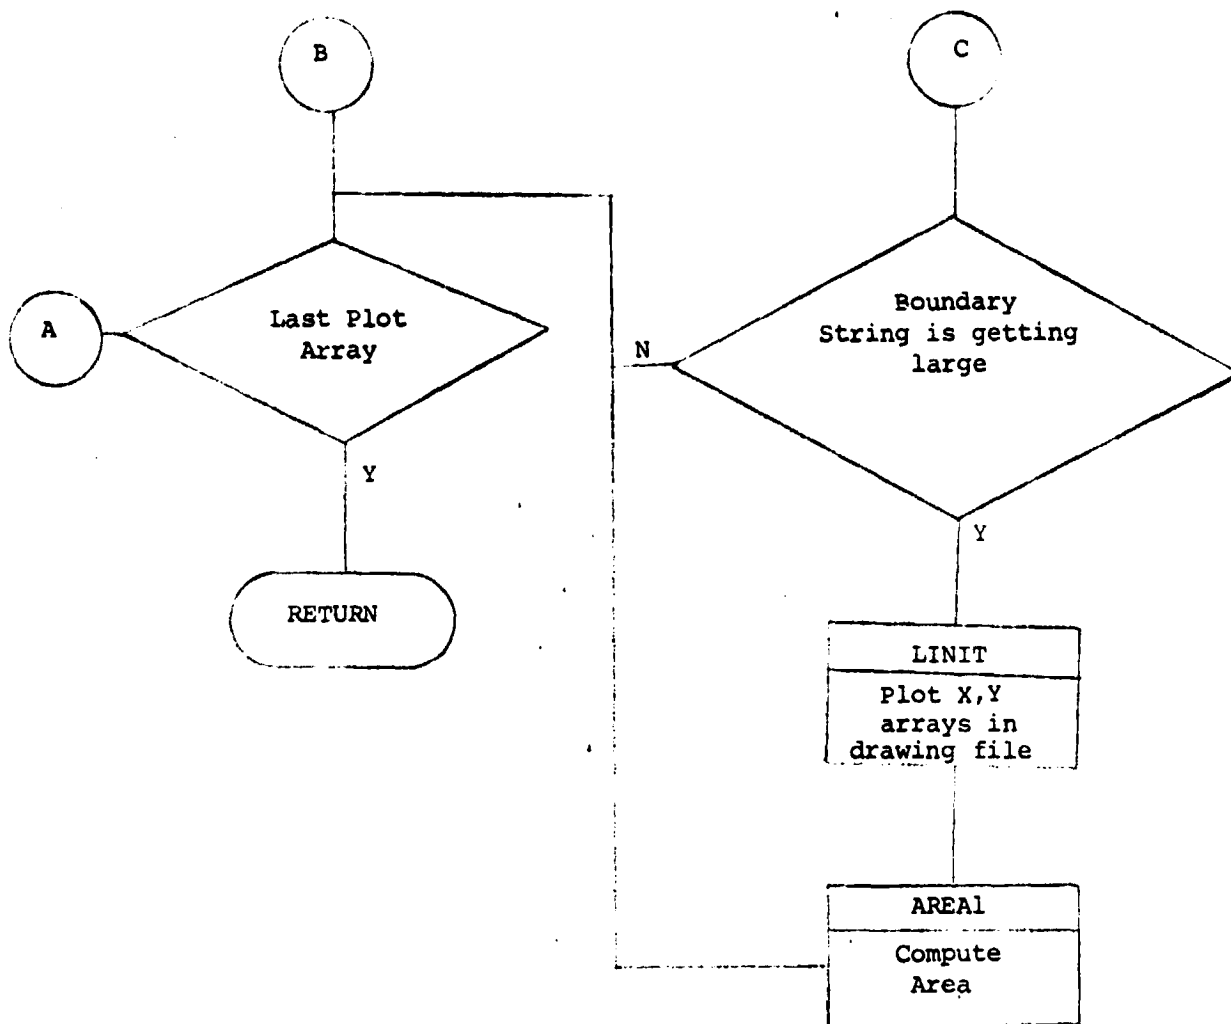 B
C
A
Last Plot
Array
Boundary
String is getting
large
N
Y
Y
RETURN
LINIT
Plot X,Y
arrays in
drawing file
AREA1
Compute
Area